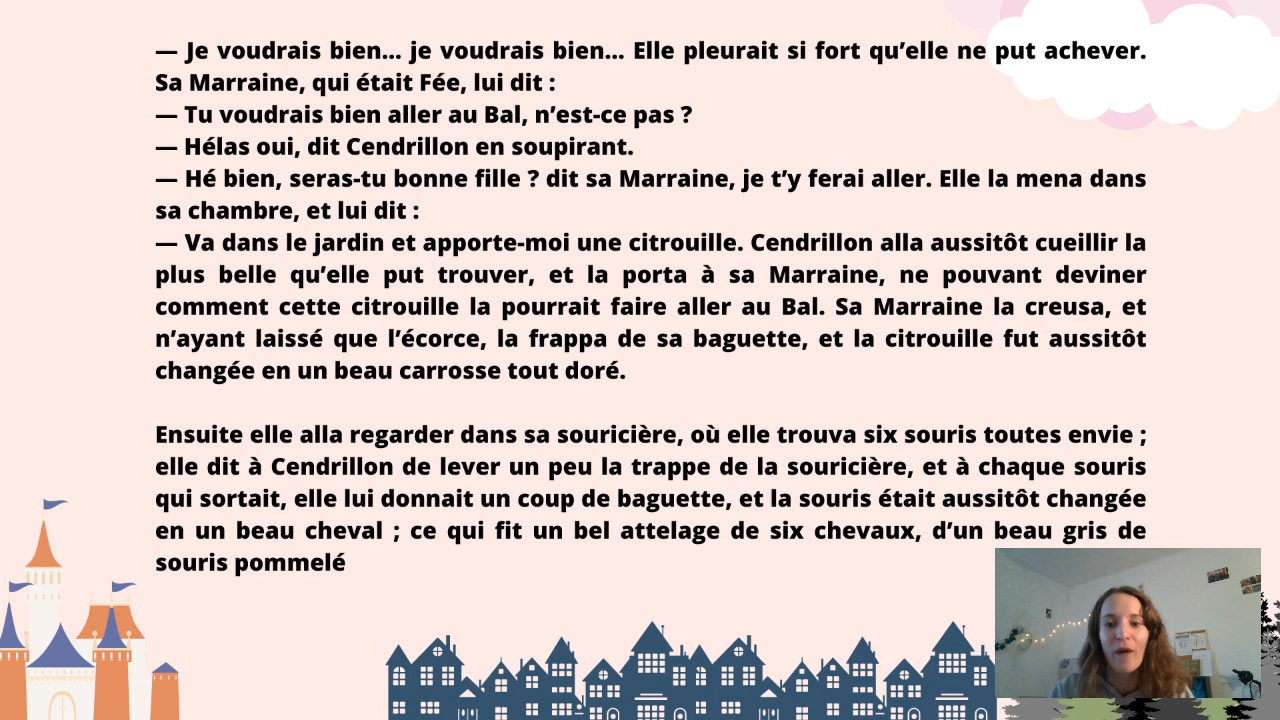 — Je voudrais bien... je voudrais bien... Elle pleurait si fort qu’elle ne put achever.
Sa Marraine, qui était Fée, lui dit :
— Tu voudrais bien aller au Bal, n’est-ce pas ?
— Hélas oui, dit Cendrillon en soupirant.
— Hé bien, seras-tu bonne fille ? dit sa Marraine, je t’y ferai aller. Elle la mena dans
sa chambre, et lui dit :
— Va dans le jardin et apporte-moi une citrouille. Cendrillon alla aussitôt cueillir la
plus belle qu’elle put trouver, et la porta à sa Marraine, ne pouvant deviner
comment cette citrouille la pourrait faire aller au Bal. Sa Marraine la creusa, et
n’ayant laissé que l’écorce, la frappa de sa baguette, et la citrouille fut aussitôt
changée en un beau carrosse tout doré.
Ensuite elle alla regarder dans sa souricière, où elle trouva six souris toutes envie ;
elle dit à Cendrillon de lever un peu la trappe de la souricière, et à chaque souris
qui sortait, elle lui donnait un coup de baguette, et la souris était aussitôt changée
en un beau cheval ; ce qui fit un bel attelage de six chevaux, d’un beau gris de
souris pommelé